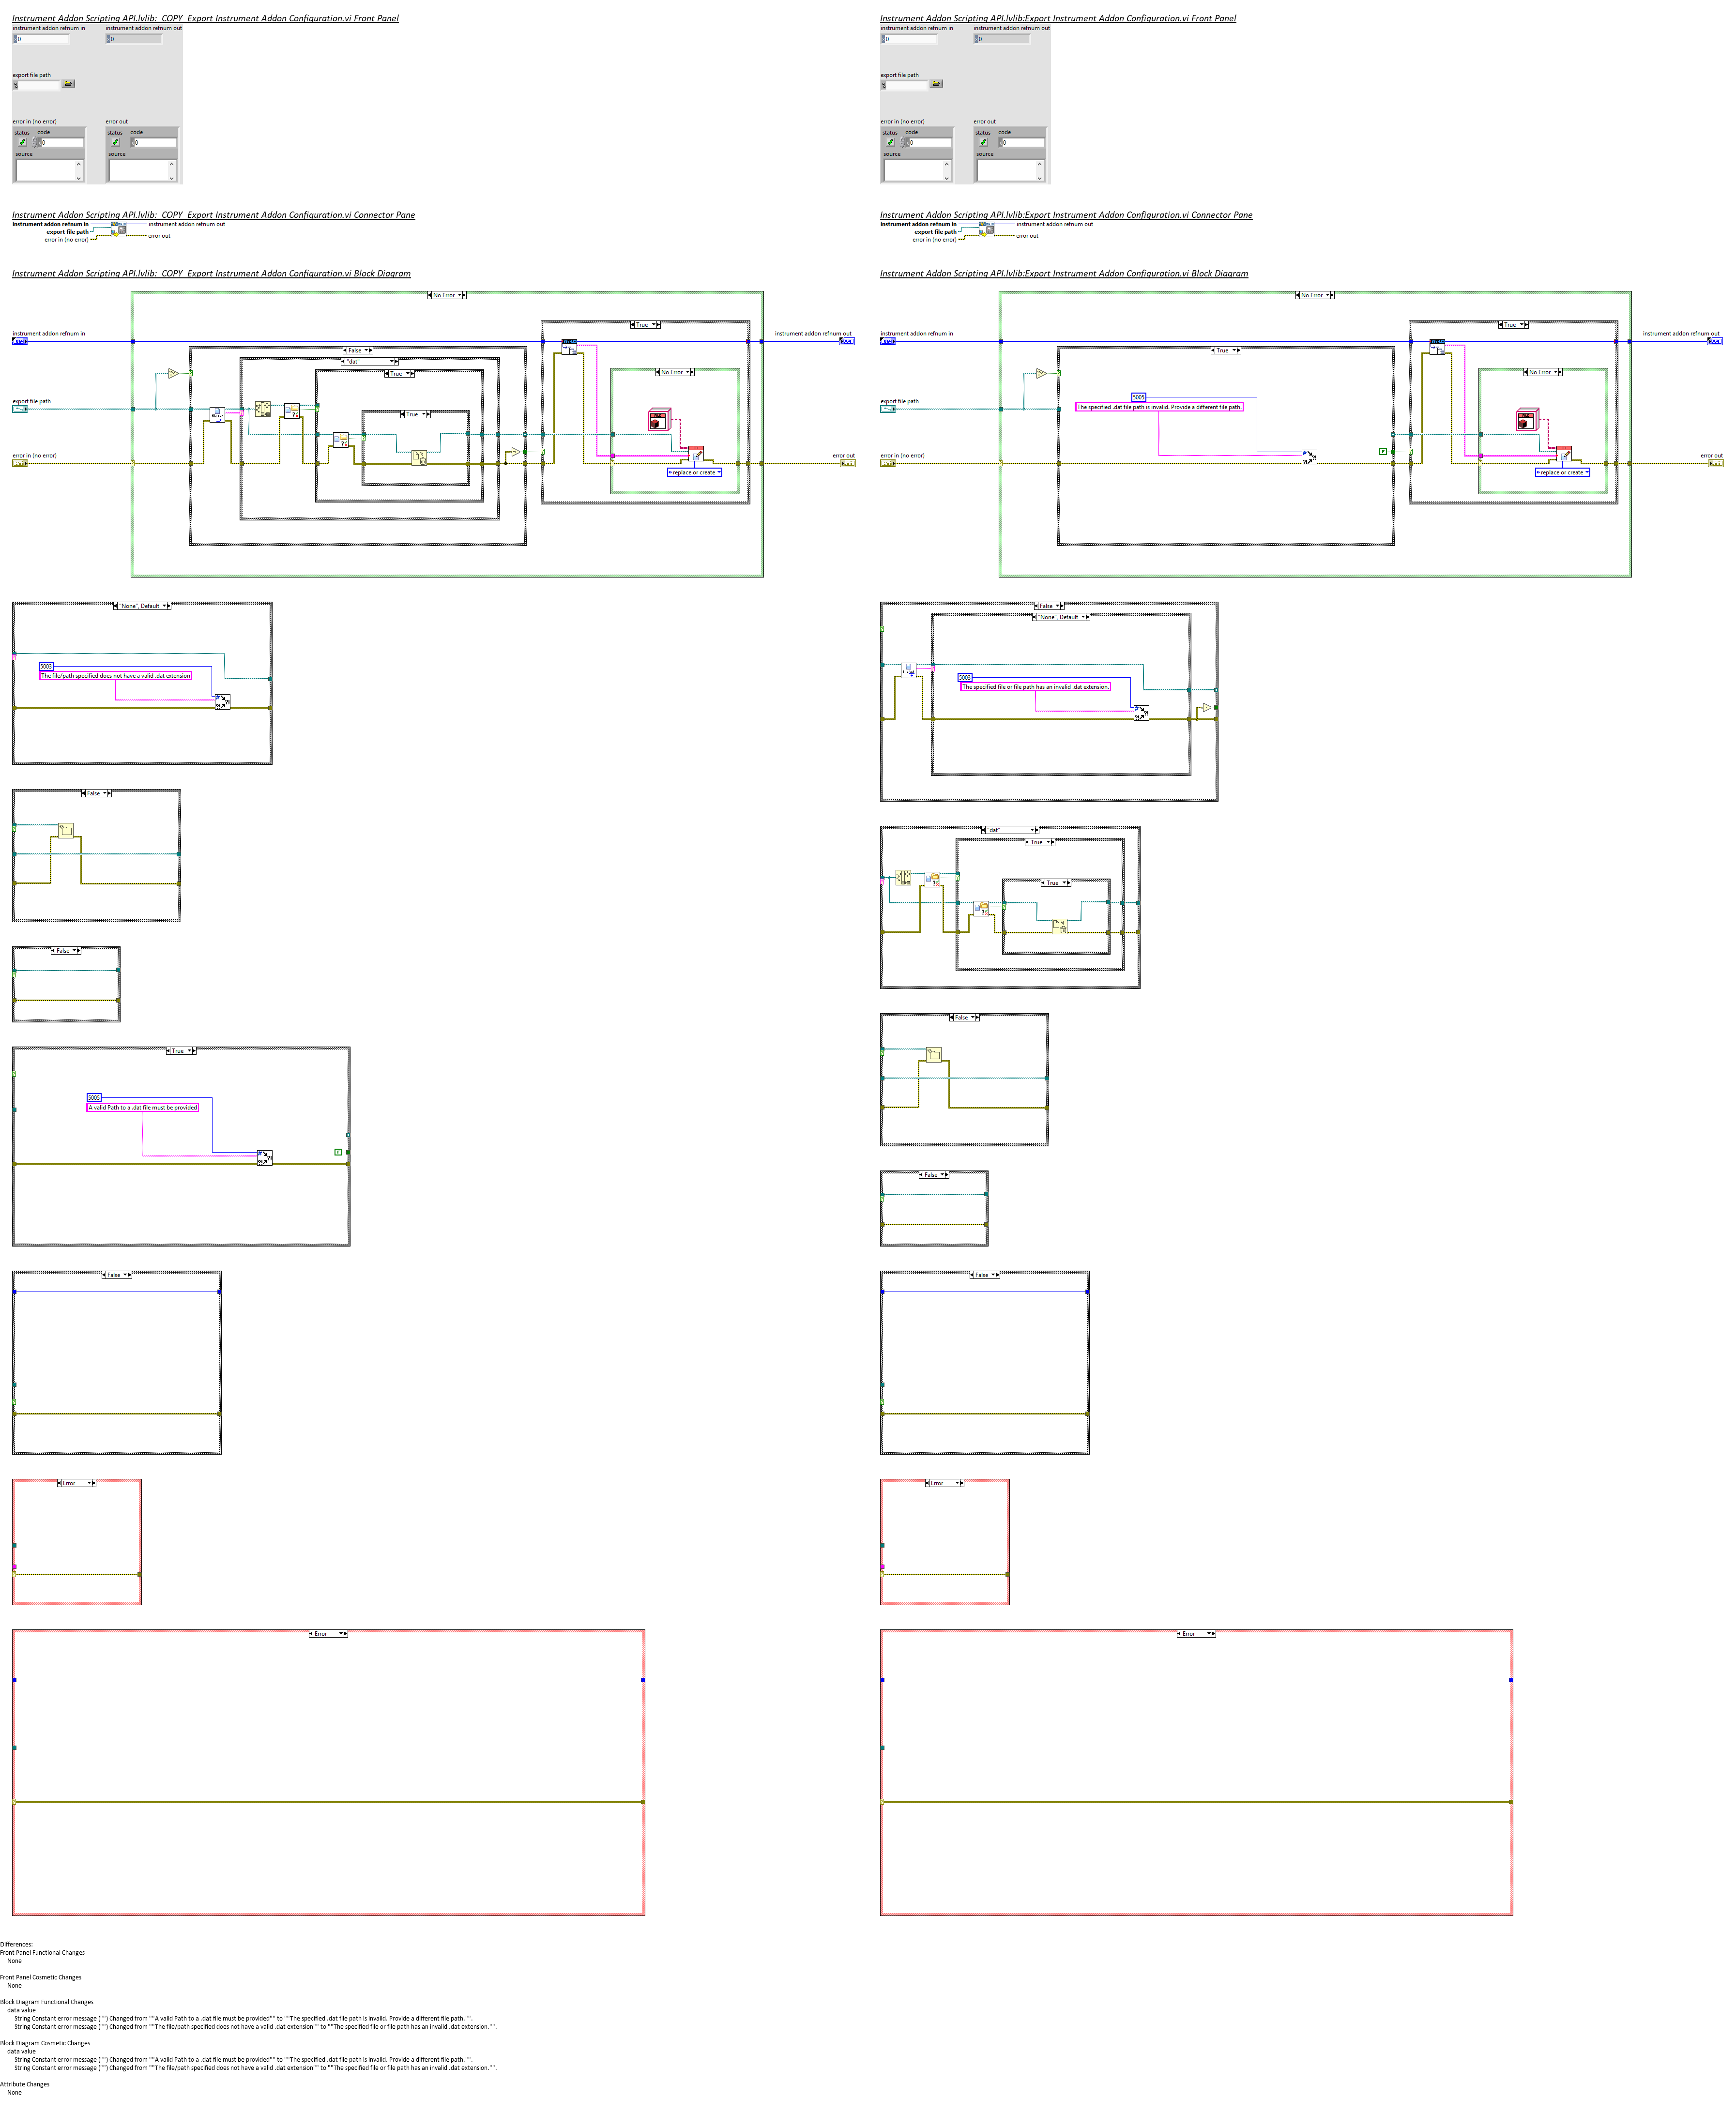 Instrument Addon Scripting API.lvlib:_COPY_Export Instrument Addon Configuration.vi Front Panel
instrument addon refnum in
instrument addon refnum out
0
0
export file path
error in (no error)
error out
status code
status code
0
0
source
source
Instrument Addon Scripting API.lvlib:_COPY_Export Instrument Addon Configuration.vi Connector Pane
instrument addon refnum in
instrument addon refnum out
export file path
error in (no error)
error out
Instrument Addon Scripting API.lvlib:_COPY_Export Instrument Addon Configuration.vi Block Diagram
No Error
instrument addon refnum in
True
instrument addon refnum out
False
"dat"
True
No Error
export file path
True
error in (no error)
error out
replace or create
"None", Default
5003
The file/path specified does not have a valid .dat extension
False
False
True
5005
A valid Path to a .dat file must be provided
F
False
Error
Error
Instrument Addon Scripting API.lvlib:Export Instrument Addon Configuration.vi Front Panel
instrument addon refnum in
instrument addon refnum out
0
0
export file path
error in (no error)
error out
status code
status code
0
0
source
source
Instrument Addon Scripting API.lvlib:Export Instrument Addon Configuration.vi Connector Pane
instrument addon refnum in
instrument addon refnum out
export file path
error in (no error)
error out
Instrument Addon Scripting API.lvlib:Export Instrument Addon Configuration.vi Block Diagram
No Error
instrument addon refnum in
True
instrument addon refnum out
True
No Error
5005
export file path
The specified .dat file path is invalid. Provide a different file path.
F
error in (no error)
error out
replace or create
False
"None", Default
5003
The specified file or file path has an invalid .dat extension.
"dat"
True
True
False
False
False
Error
Error
Differences:
Front Panel Functional Changes
None
Front Panel Cosmetic Changes
None
Block Diagram Functional Changes
data value
String Constant error message ("") Changed from ""A valid Path to a .dat file must be provided"" to ""The specified .dat file path is invalid. Provide a different file path."".
String Constant error message ("") Changed from ""The file/path specified does not have a valid .dat extension"" to ""The specified file or file path has an invalid .dat extension."".
Block Diagram Cosmetic Changes
data value
String Constant error message ("") Changed from ""A valid Path to a .dat file must be provided"" to ""The specified .dat file path is invalid. Provide a different file path."".
String Constant error message ("") Changed from ""The file/path specified does not have a valid .dat extension"" to ""The specified file or file path has an invalid .dat extension."".
Attribute Changes
None